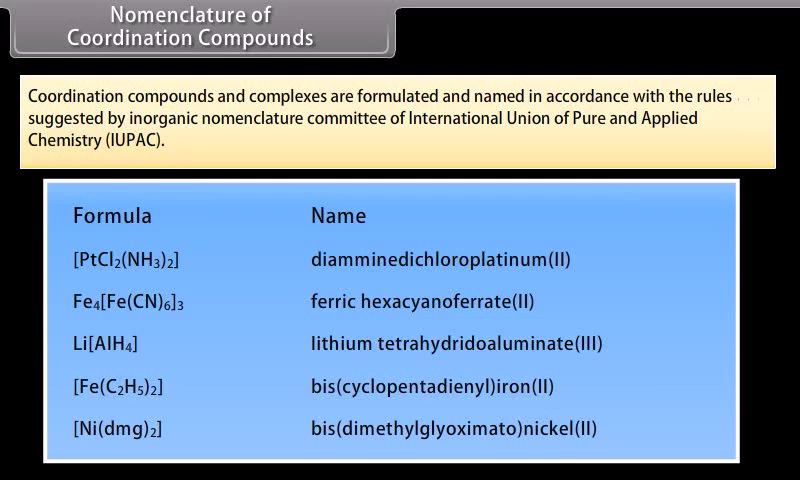 Nomenclature of
Coordination Compounds
Coordination compounds and complexes are formulated and named in accordance with the rules
suggested by inorganic nomenclature committee of International Union of Pure and Applied
Chemistry (IUPAC).
Formula Name
[PtCl₂(NH₃)₂] diamminedichloroplatinum(II)
Fe₄[Fe(CN)₆]₃ ferric hexacyanoferrate(II)
Li[AlH₄] lithium tetrahydridoaluminate(III)
[Fe(C₂H₅)₂] bis(cyclopentadienyl)iron(II)
[Ni(dmg)₂] bis(dimethylglyoximato)nickel(II)